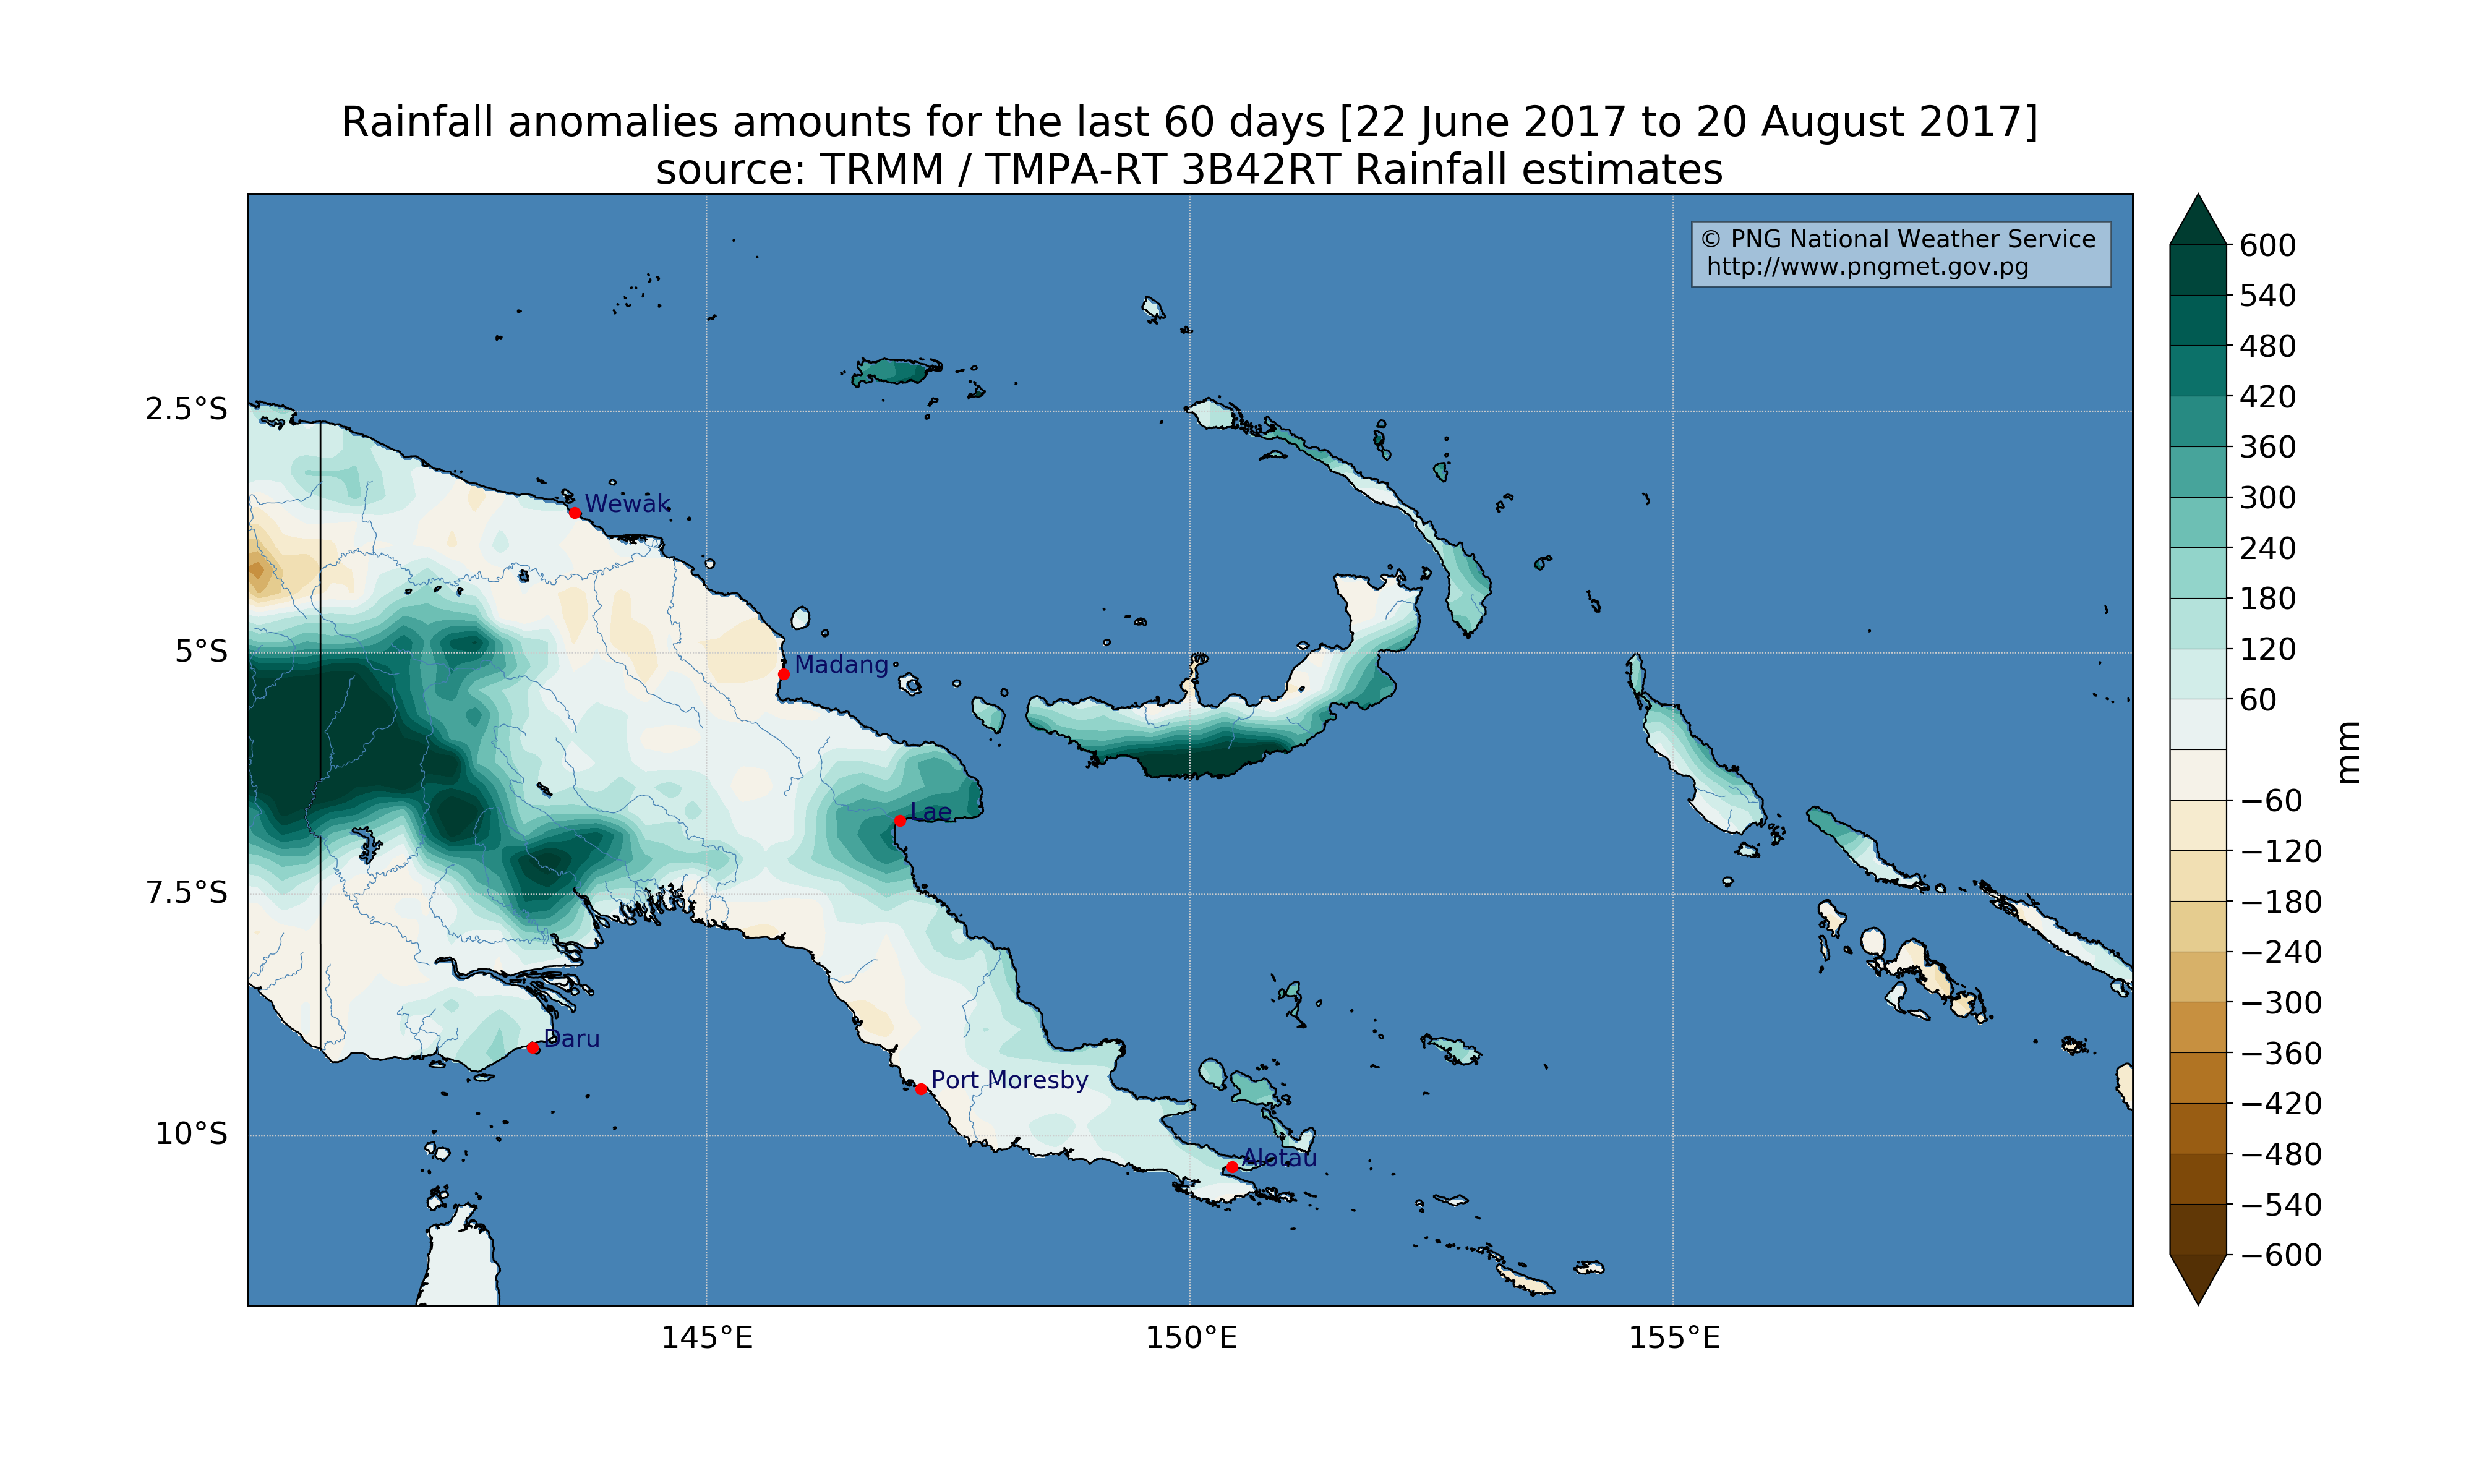 Rainfall anomalies amounts for the last 60 days [22 June 2017 to 20 August 2017]
source: TRMM / TMPA-RT 3B42RT Rainfall estimates
© PNG National Weather Service
http://www.pngmet.gov.pg
600
540
480
420
360
300
240
180
120
60
−60
−120
−180
−240
−300
−360
−420
−480
−540
−600
mm
2.5°S
5°S
7.5°S
10°S
Wewak
Madang
Lae
Daru
Port Moresby
Alotau
145°E
150°E
155°E